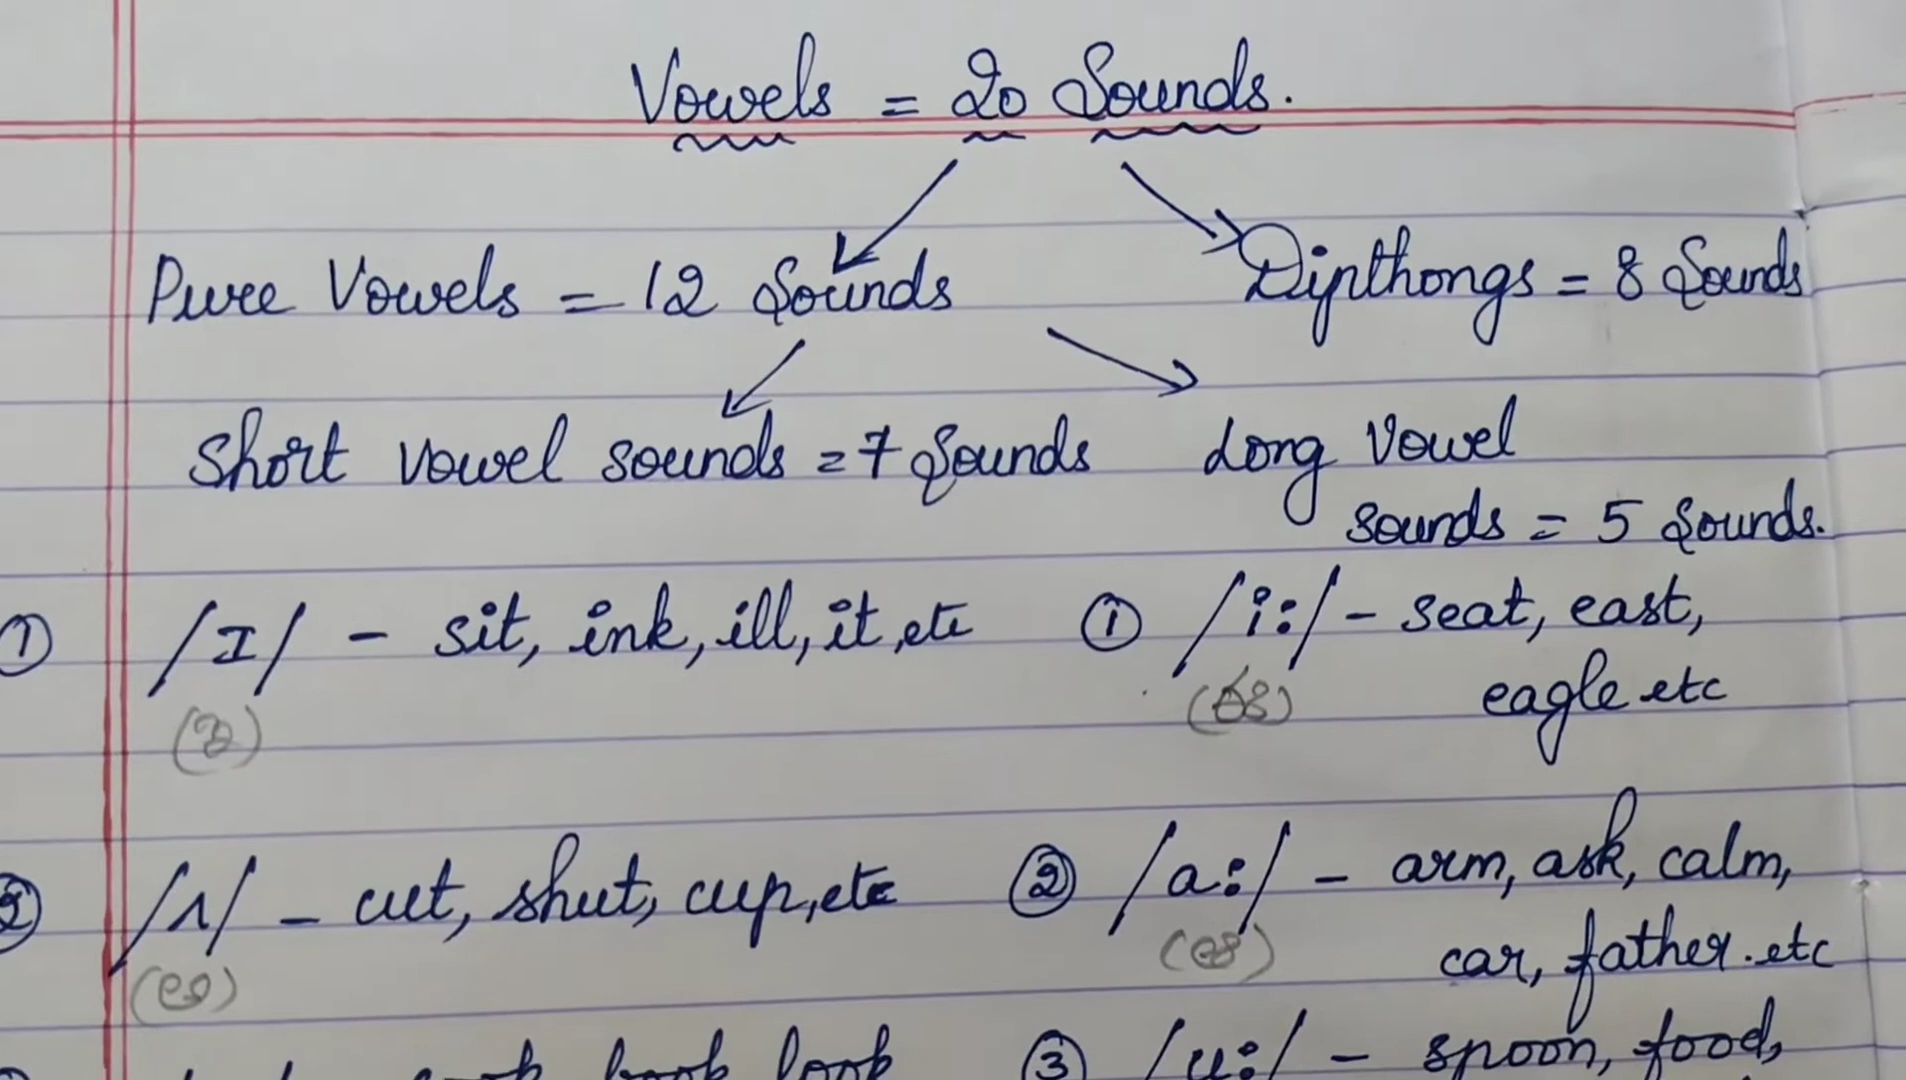 Vowels = 20 Sounds.
Pure Vowels = 12 Sounds
Dipthongs = 8 Sounds
Short vowel sounds = 7 Sounds
Long Vowel
sounds = 5 Sounds.
① /I/ - sit, ink, ill, it, etc
① /i:/ - seat, east,
eagle etc
② /ʌ/ - cut, shut, cup, etc
② /a:/ - arm, ask, calm,
car, father. etc
book, look
③ /u:/ - spoon, food,